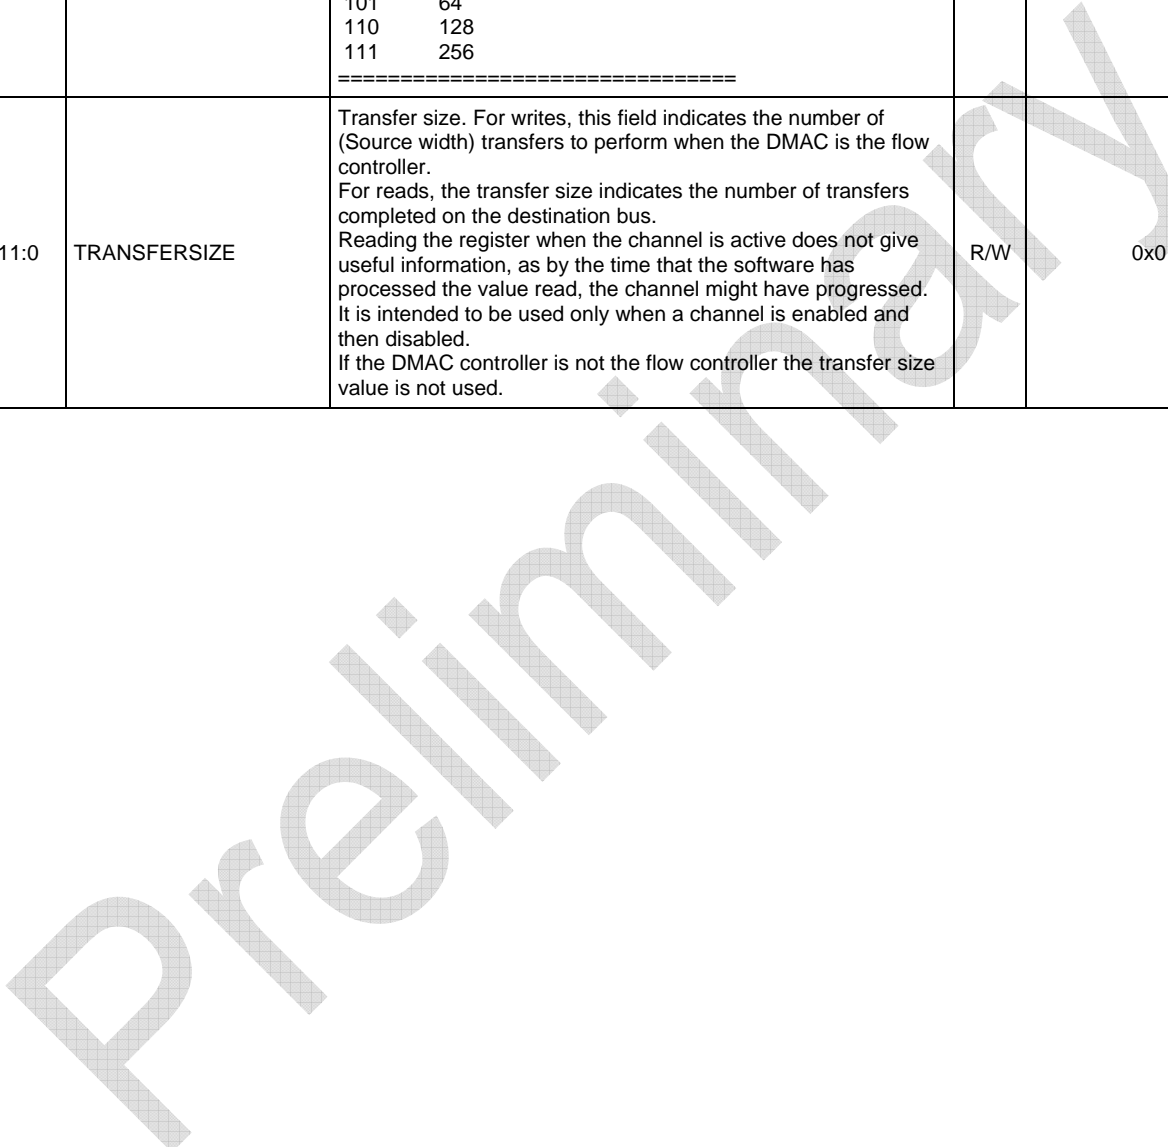 101 64
110 128
111 256
================================
Transfer size. For writes, this field indicates the number of
(Source width) transfers to perform when the DMAC is the flow
controller.
For reads, the transfer size indicates the number of transfers
completed on the destination bus.
Reading the register when the channel is active does not give
useful information, as by the time that the software has
processed the value read, the channel might have progressed.
It is intended to be used only when a channel is enabled and
then disabled.
If the DMAC controller is not the flow controller the transfer size
value is not used.
11:0 TRANSFERSIZE R/W 0x0
Preliminary